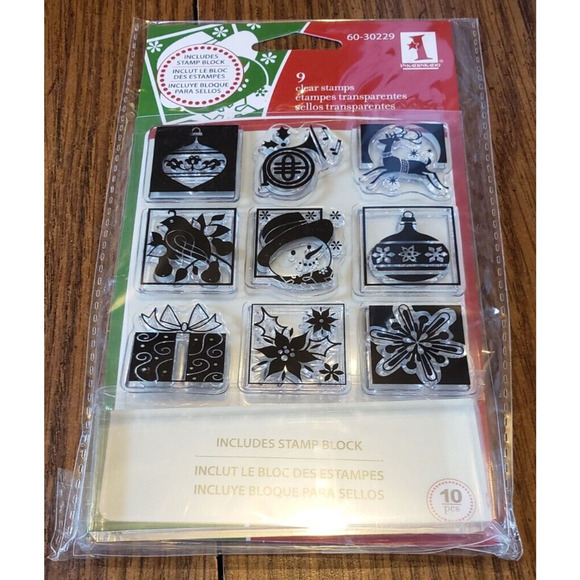 INCLUDES
STAMP BLOCK
INCLUT LE BLOC
DES ESTAMPES
INCLUYE BLOQUE
PARA SELLOS
60-30229
9
clear stamps
étampes transparentes
sellos transparentes
INCLUDES STAMP BLOCK
INCLUT LE BLOC DES ESTAMPES
INCLUYE BLOQUE PARA SELLOS
10
pcs